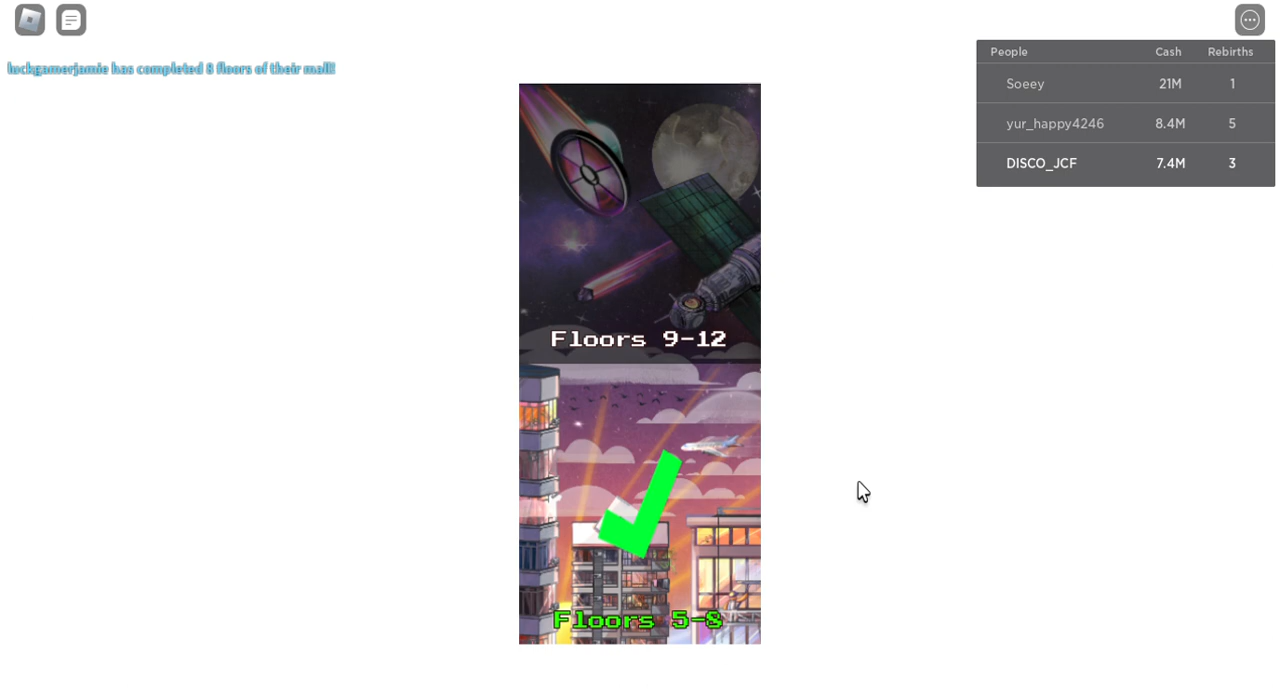 luckgamerjamie has completed 8 floors of their mall!
People Cash Rebirths
Soeey 21M 1
yur_happy4246 8.4M 5
DISCO_JCF 7.4M 3
Floors 9-12
Floors 5-8